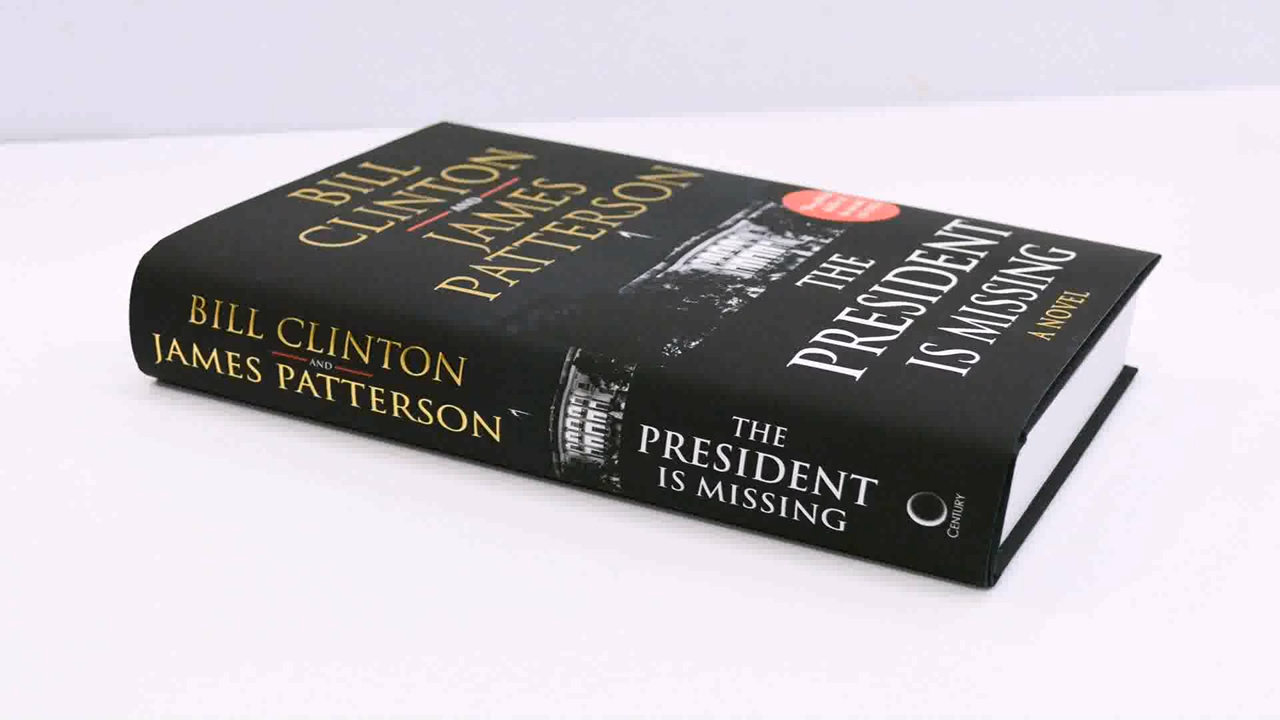 BILL
CLINTON
AND
JAMES
PATTERSON
THE
PRESIDENT
IS MISSING
A NOVEL
BILL CLINTON
AND
JAMES PATTERSON
THE
PRESIDENT
IS MISSING
CENTURY